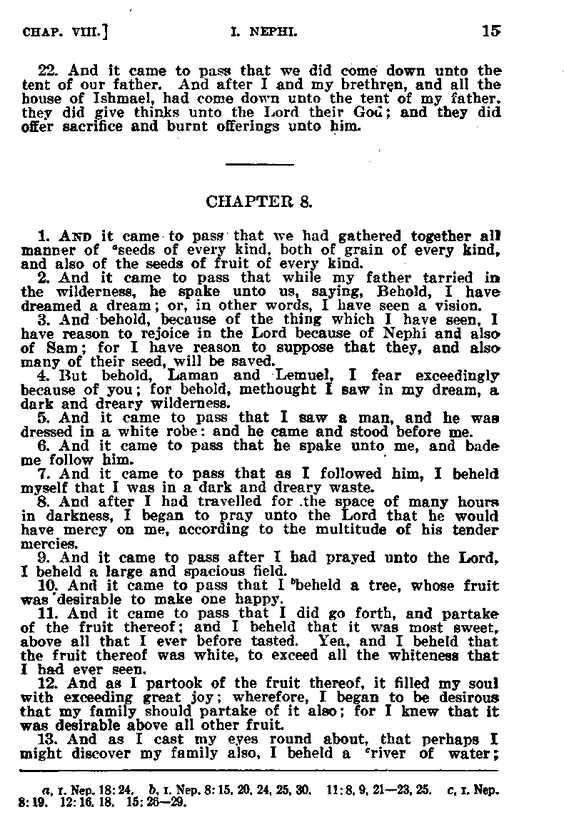 CHAP. VIII.] I. NEPHI. 15
22. And it came to pass that we did come down unto the
tent of our father. And after I and my brethren, and all the
house of Ishmael, had come down unto the tent of my father,
they did give thinks unto the Lord their God; and they did
offer sacrifice and burnt offerings unto him.
CHAPTER 8.
1. AND it came to pass that we had gathered together all
manner of ᵃseeds of every kind, both of grain of every kind,
and also of the seeds of fruit of every kind.
2. And it came to pass that while my father tarried in
the wilderness, he spake unto us, saying, Behold, I have
dreamed a dream; or, in other words, I have seen a vision.
3. And behold, because of the thing which I have seen, I
have reason to rejoice in the Lord because of Nephi and also
of Sam; for I have reason to suppose that they, and also
many of their seed, will be saved.
4. But behold, Laman and Lemuel, I fear exceedingly
because of you; for behold, methought I saw in my dream, a
dark and dreary wilderness.
5. And it came to pass that I saw a man, and he was
dressed in a white robe: and he came and stood before me.
6. And it came to pass that he spake unto me, and bade
me follow him.
7. And it came to pass that as I followed him, I beheld
myself that I was in a dark and dreary waste.
8. And after I had travelled for the space of many hours
in darkness, I began to pray unto the Lord that he would
have mercy on me, according to the multitude of his tender
mercies.
9. And it came to pass after I had prayed unto the Lord,
I beheld a large and spacious field.
10. And it came to pass that I ᵇbeheld a tree, whose fruit
was desirable to make one happy.
11. And it came to pass that I did go forth, and partake
of the fruit thereof; and I beheld that it was most sweet,
above all that I ever before tasted. Yea, and I beheld that
the fruit thereof was white, to exceed all the whiteness that
I had ever seen.
12. And as I partook of the fruit thereof, it filled my soul
with exceeding great joy; wherefore, I began to be desirous
that my family should partake of it also; for I knew that it
was desirable above all other fruit.
13. And as I cast my eyes round about, that perhaps I
might discover my family also, I beheld a ᶜriver of water;
a, I. Nep. 18:24. b, I. Nep. 8:15, 20, 24, 25, 30. 11:8, 9, 21—23, 25. c, I. Nep.
8:19. 12:16, 18. 15:26—29.